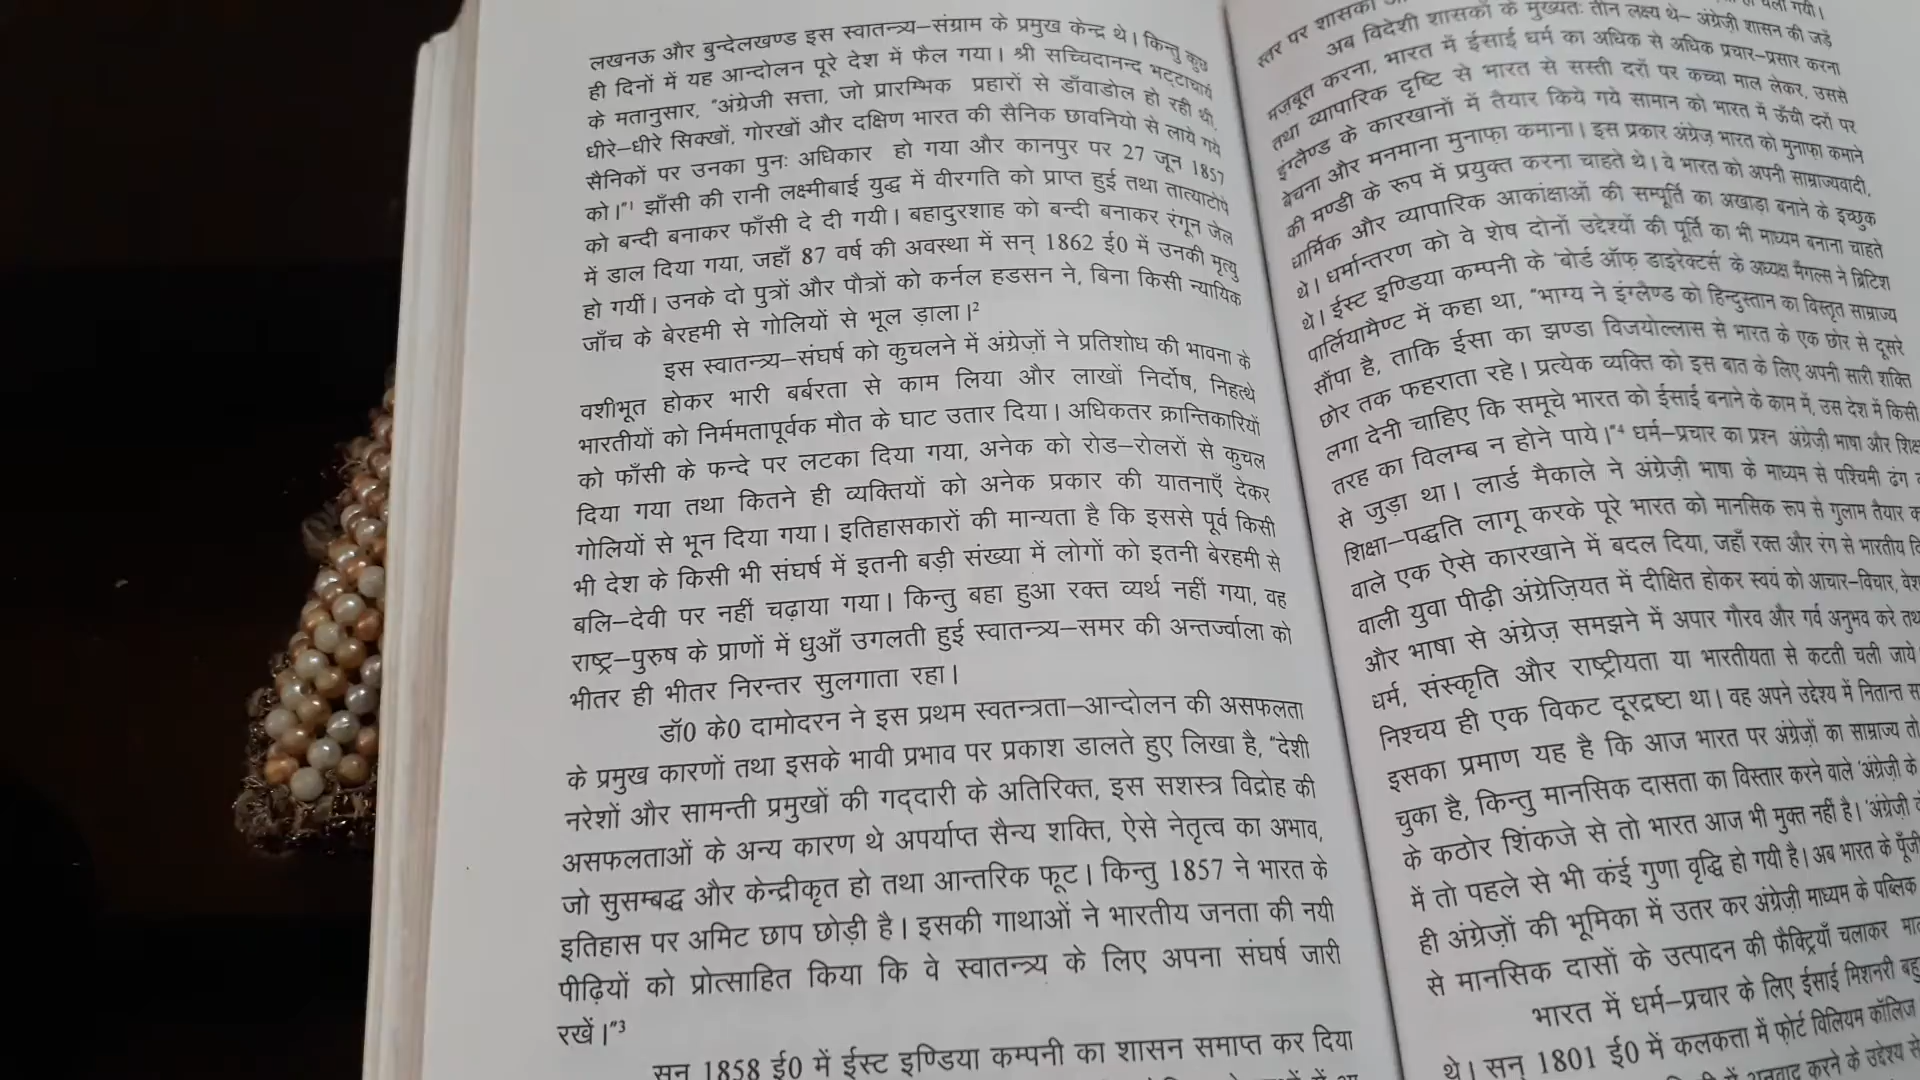 लखनऊ और बुन्देलखण्ड इस स्वातन्त्र्य–संग्राम के प्रमुख केन्द्र थे। किन्तु कुछ
ही दिनों में यह आन्दोलन पूरे देश में फैल गया। श्री सच्चिदानन्द भट्टाचार्य
के मतानुसार, "अंग्रेजी सत्ता, जो प्रारम्भिक प्रहारों से डाँवाडोल हो रही थी,
धीरे–धीरे सिक्खों, गोरखों और दक्षिण भारत की सैनिक छावनियो से लाये गये
सैनिकों पर उनका पुनः अधिकार हो गया और कानपुर पर 27 जून 1857
को।"¹ झाँसी की रानी लक्ष्मीबाई युद्ध में वीरगति को प्राप्त हुई तथा तात्याटोपे
को बन्दी बनाकर फाँसी दे दी गयी। बहादुरशाह को बन्दी बनाकर रंगून जेल
में डाल दिया गया, जहाँ 87 वर्ष की अवस्था में सन् 1862 ई0 में उनकी मृत्यु
हो गयीं। उनके दो पुत्रों और पौत्रों को कर्नल हडसन ने, बिना किसी न्यायिक
जाँच के बेरहमी से गोलियों से भूल ड़ाला।²
इस स्वातन्त्र्य–संघर्ष को कुचलने में अंग्रेज़ों ने प्रतिशोध की भावना के
वशीभूत होकर भारी बर्बरता से काम लिया और लाखों निर्दोष, निहत्थे
भारतीयों को निर्ममतापूर्वक मौत के घाट उतार दिया। अधिकतर क्रान्तिकारियों
को फाँसी के फन्दे पर लटका दिया गया, अनेक को रोड–रोलरों से कुचल
दिया गया तथा कितने ही व्यक्तियों को अनेक प्रकार की यातनाएँ देकर
गोलियों से भून दिया गया। इतिहासकारों की मान्यता है कि इससे पूर्व किसी
भी देश के किसी भी संघर्ष में इतनी बड़ी संख्या में लोगों को इतनी बेरहमी से
बलि–देवी पर नहीं चढ़ाया गया। किन्तु बहा हुआ रक्त व्यर्थ नहीं गया, वह
राष्ट्र–पुरुष के प्राणों में धुआँ उगलती हुई स्वातन्त्र्य–समर की अन्तर्ज्वाला को
भीतर ही भीतर निरन्तर सुलगाता रहा।
डॉ0 के0 दामोदरन ने इस प्रथम स्वतन्त्रता–आन्दोलन की असफलता
के प्रमुख कारणों तथा इसके भावी प्रभाव पर प्रकाश डालते हुए लिखा है, "देशी
नरेशों और सामन्ती प्रमुखों की गद्‌दारी के अतिरिक्त, इस सशस्त्र विद्रोह की
असफलताओं के अन्य कारण थे अपर्याप्त सैन्य शक्ति, ऐसे नेतृत्व का अभाव,
जो सुसम्बद्ध और केन्द्रीकृत हो तथा आन्तरिक फूट। किन्तु 1857 ने भारत के
इतिहास पर अमिट छाप छोड़ी है। इसकी गाथाओं ने भारतीय जनता की नयी
पीढ़ियों को प्रोत्साहित किया कि वे स्वातन्त्र्य के लिए अपना संघर्ष जारी
रखें।"³
सन् 1858 ई0 में ईस्ट इण्डिया कम्पनी का शासन समाप्त कर दिया
स्तर पर शासकों
अब विदेशी शासकों के मुख्यतः तीन लक्ष्य थे– अंग्रेज़ी शासन की जड़ें
मज़बूत करना, भारत में ईसाई धर्म का अधिक से अधिक प्रचार–प्रसार करना
तथा व्यापारिक दृष्टि से भारत से सस्ती दरों पर कच्चा माल लेकर, उससे
इंग्लैण्ड के कारखानों में तैयार किये गये सामान को भारत में ऊँची दरों पर
बेचना और मनमाना मुनाफ़ा कमाना। इस प्रकार अंग्रेज़ भारत को मुनाफा कमाने
की मण्डी के रूप में प्रयुक्त करना चाहते थे। वे भारत को अपनी साम्राज्यवादी,
धार्मिक और व्यापारिक आकांक्षाओं की सम्पूर्ति का अखाड़ा बनाने के इच्छुक
थे। धर्मान्तरण को वे शेष दोनों उद्देश्यों की पूर्ति का भी माध्यम बनाना चाहते
थे। ईस्ट इण्डिया कम्पनी के 'बोर्ड ऑफ़ डाइरेक्टर्स' के अध्यक्ष मैंगल्स ने ब्रिटिश
पार्लियामैण्ट में कहा था, "भाग्य ने इंग्लैण्ड को हिन्दुस्तान का विस्तृत साम्राज्य
सौंपा है, ताकि ईसा का झण्डा विजयोल्लास से भारत के एक छोर से दूसरे
छोर तक फहराता रहे। प्रत्येक व्यक्ति को इस बात के लिए अपनी सारी शक्ति
लगा देनी चाहिए कि समूचे भारत को ईसाई बनाने के काम में, उस देश में किसी
तरह का विलम्ब न होने पाये।"⁴ धर्म–प्रचार का प्रश्न अंग्रेज़ी भाषा और
से जुड़ा था। लार्ड मैकाले ने अंग्रेज़ी भाषा के माध्यम से पश्चिमी ढंग
शिक्षा–पद्धति लागू करके पूरे भारत को मानसिक रूप से गुलाम तैयार
वाले एक ऐसे कारखाने में बदल दिया, जहाँ रक्त और रंग से भारतीय
वाली युवा पीढ़ी अंग्रेज़ियत में दीक्षित होकर स्वयं को आचार–विचार,
और भाषा से अंग्रेज़ समझने में अपार गौरव और गर्व अनुभव करे
धर्म, संस्कृति और राष्ट्रीयता या भारतीयता से कटती चली जाये
निश्चय ही एक विकट दूरद्रष्टा था। वह अपने उद्देश्य में नितान्त
इसका प्रमाण यह है कि आज भारत पर अंग्रेज़ों का साम्राज्य तो
चुका है, किन्तु मानसिक दासता का विस्तार करने वाले 'अंग्रेज़ी के
के कठोर शिंकजे से तो भारत आज भी मुक्त नहीं है। 'अंग्रेज़ी
में तो पहले से भी कंई गुणा वृद्धि हो गयी है। अब भारत के
ही अंग्रेज़ों की भूमिका में उतर कर अंग्रेज़ी माध्यम के पब्लिक
से मानसिक दासों के उत्पादन की फैक्ट्रियाँ चलाकर
भारत में धर्म–प्रचार के लिए ईसाई मिशनरी
थे। सन् 1801 ई0 में कलकत्ता में फ़ोर्ट विलियम कॉलिज
में अनुवाद करने के उद्देश्य से